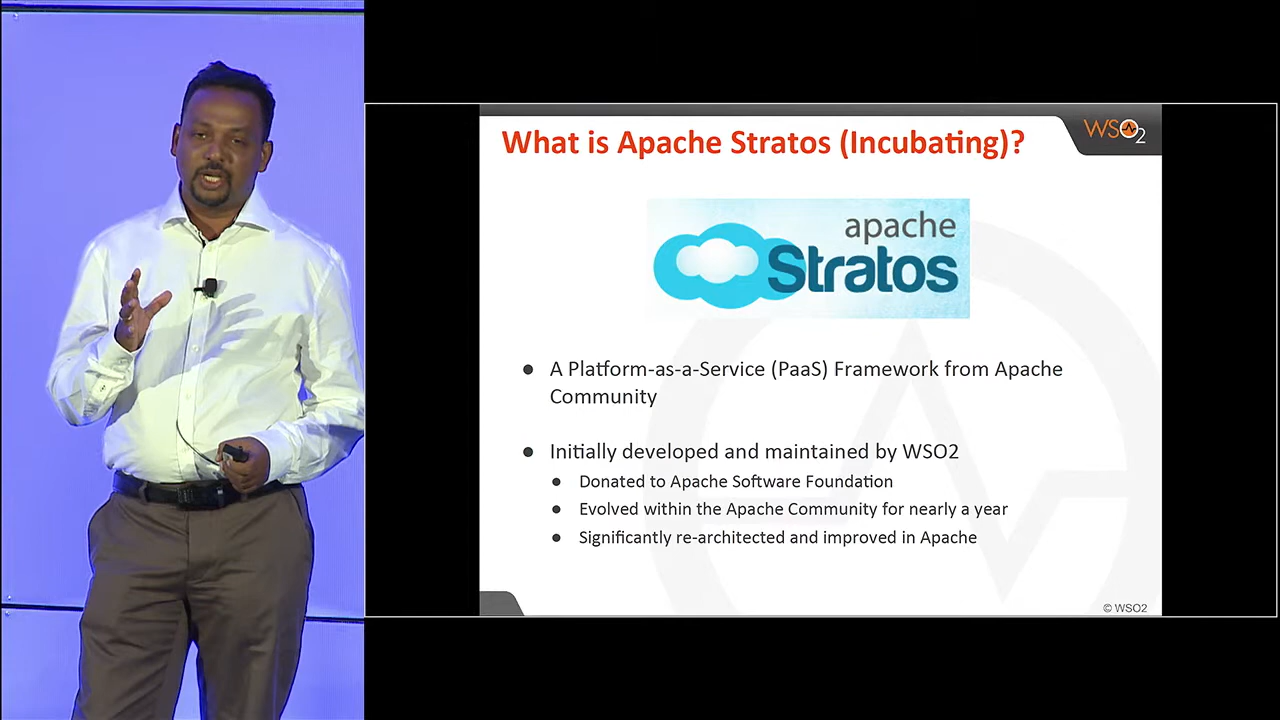 What is Apache Stratos (Incubating)?
WSO2
apache
Stratos
● A Platform-as-a-Service (PaaS) Framework from Apache
Community
● Initially developed and maintained by WSO2
● Donated to Apache Software Foundation
● Evolved within the Apache Community for nearly a year
● Significantly re-architected and improved in Apache
© WSO2